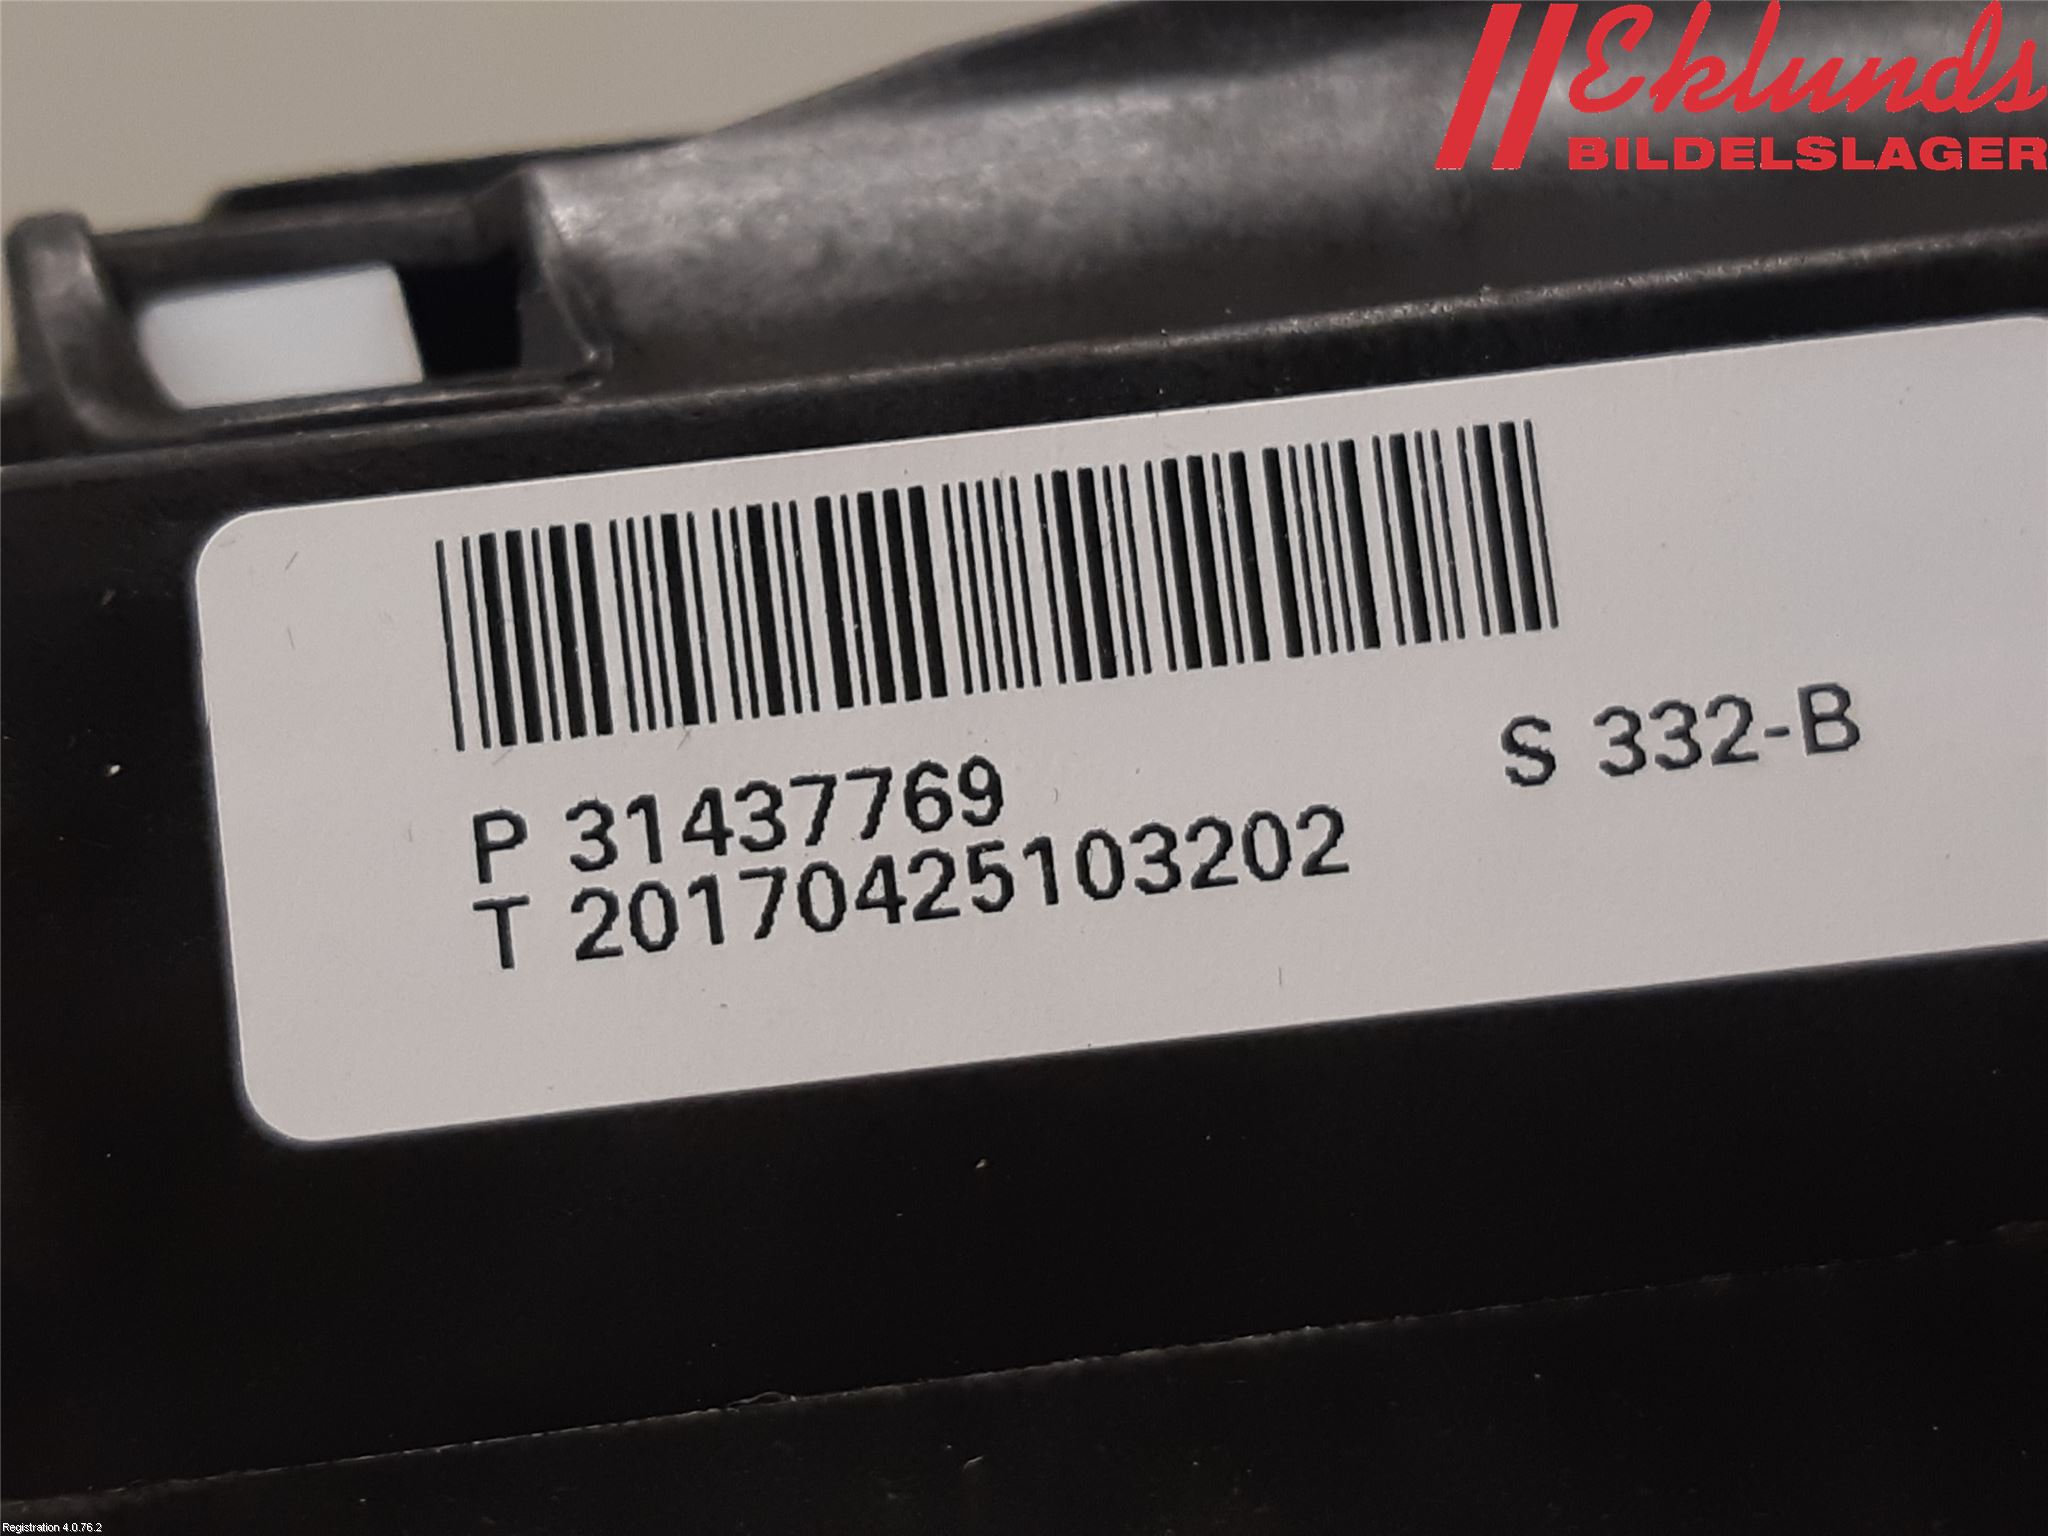 Eklunds
BILDELSLAGER
P 31437769
S 332-B
T 20170425103202
Registration 4.0.76.2